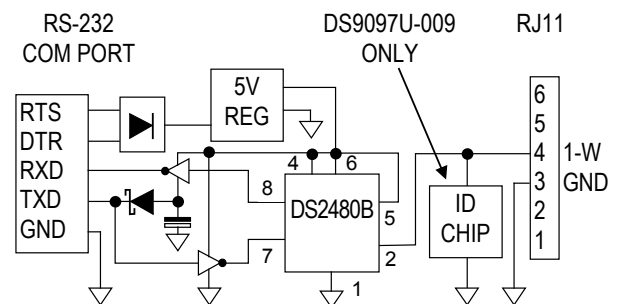 RS-232
COM PORT
DS9097U-009
ONLY
RJ11
RTS
DTR
RXD
TXD
GND
5V
REG
4
6
8
DS2480B
5
7
2
1
ID
CHIP
6
5
4
3
2
1
1-W
GND